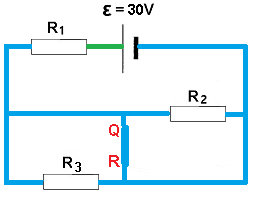 ε = 30V
R₁
R₂
Q
R
R₃